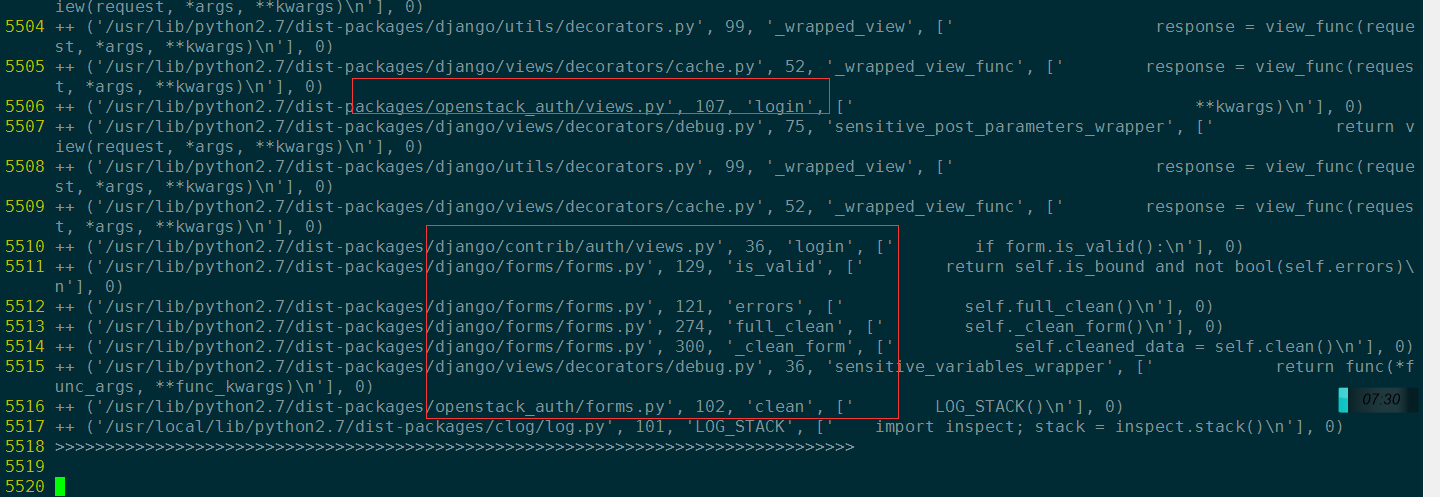 iew(request, *args, **kwargs)\n'], 0)
5504 ++ ('/usr/lib/python2.7/dist-packages/django/utils/decorators.py', 99, '_wrapped_view', ['                    response = view_func(reque
st, *args, **kwargs)\n'], 0)
5505 ++ ('/usr/lib/python2.7/dist-packages/django/views/decorators/cache.py', 52, '_wrapped_view_func', ['        response = view_func(reques
t, *args, **kwargs)\n'], 0)
5506 ++ ('/usr/lib/python2.7/dist-packages/openstack_auth/views.py', 107, 'login', ['                                  **kwargs)\n'], 0)
5507 ++ ('/usr/lib/python2.7/dist-packages/django/views/decorators/debug.py', 75, 'sensitive_post_parameters_wrapper', ['            return v
iew(request, *args, **kwargs)\n'], 0)
5508 ++ ('/usr/lib/python2.7/dist-packages/django/utils/decorators.py', 99, '_wrapped_view', ['                    response = view_func(reque
st, *args, **kwargs)\n'], 0)
5509 ++ ('/usr/lib/python2.7/dist-packages/django/views/decorators/cache.py', 52, '_wrapped_view_func', ['        response = view_func(reques
t, *args, **kwargs)\n'], 0)
5510 ++ ('/usr/lib/python2.7/dist-packages/django/contrib/auth/views.py', 36, 'login', ['        if form.is_valid():\n'], 0)
5511 ++ ('/usr/lib/python2.7/dist-packages/django/forms/forms.py', 129, 'is_valid', ['        return self.is_bound and not bool(self.errors)\
n'], 0)
5512 ++ ('/usr/lib/python2.7/dist-packages/django/forms/forms.py', 121, 'errors', ['            self.full_clean()\n'], 0)
5513 ++ ('/usr/lib/python2.7/dist-packages/django/forms/forms.py', 274, 'full_clean', ['        self._clean_form()\n'], 0)
5514 ++ ('/usr/lib/python2.7/dist-packages/django/forms/forms.py', 300, '_clean_form', ['            self.cleaned_data = self.clean()\n'], 0)
5515 ++ ('/usr/lib/python2.7/dist-packages/django/views/decorators/debug.py', 36, 'sensitive_variables_wrapper', ['            return func(*f
unc_args, **func_kwargs)\n'], 0)
5516 ++ ('/usr/lib/python2.7/dist-packages/openstack_auth/forms.py', 102, 'clean', ['        LOG_STACK()\n'], 0)
07:30
5517 ++ ('/usr/local/lib/python2.7/dist-packages/clog/log.py', 101, 'LOG_STACK', ['    import inspect; stack = inspect.stack()\n'], 0)
5518 >>>>>>>>>>>>>>>>>>>>>>>>>>>>>>>>>>>>>>>>>>>>>>>>>>>>>>>>>>>>>>>>>>>>>>>>>>>>>>>>
5519
5520